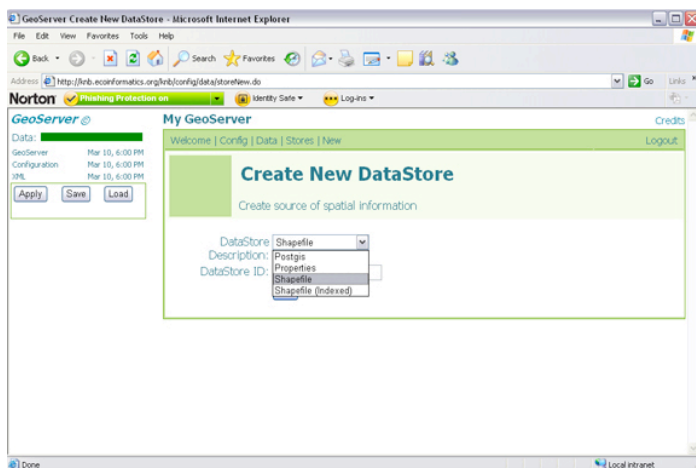 GeoServer Create New DataStore - Microsoft Internet Explorer
File Edit View Favorites Tools Help
Back Search Favorites
Address http://knb.ecoinformatics.org/knb/config/data/storeNew.do Go Links
Norton Phishing Protection on Identity Safe Log-ins
GeoServer My GeoServer Credits
Data: Welcome | Config | Data | Stores | New Logout
GeoServer Mar 10, 6:00 PM
Configuration Mar 10, 6:00 PM
XML Mar 10, 6:00 PM
Apply Save Load
Create New DataStore
Create source of spatial information
DataStore Shapefile
Description: Postgis
Properties
DataStore ID: Shapefile
Shapefile (Indexed)
Done Local intranet